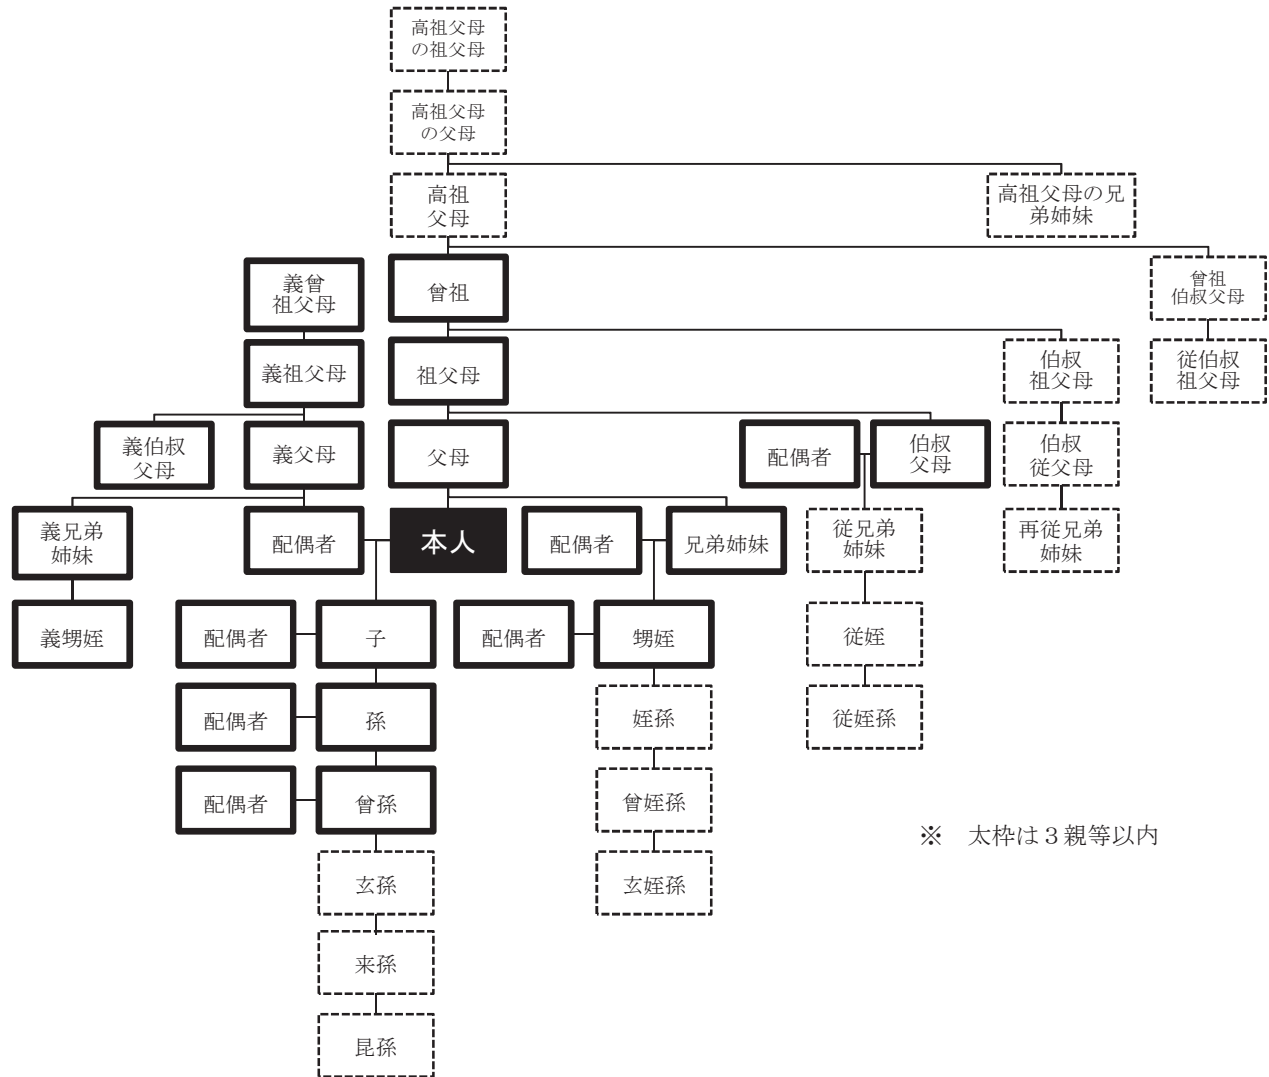 高祖父母
の祖父母
高祖父母
の父母
高祖
父母
高祖父母の兄
弟姉妹
義曾
祖父母
曾祖
曾祖
伯叔父母
義祖父母
祖父母
伯叔
祖父母
従伯叔
祖父母
義伯叔
父母
義父母
父母
配偶者
伯叔
父母
伯叔
従父母
義兄弟
姉妹
配偶者
本人
配偶者
兄弟姉妹
従兄弟
姉妹
再従兄弟
姉妹
義甥姪
配偶者
子
配偶者
甥姪
従姪
配偶者
孫
姪孫
従姪孫
配偶者
曾孫
曾姪孫
※　太枠は３親等以内
玄孫
玄姪孫
来孫
昆孫